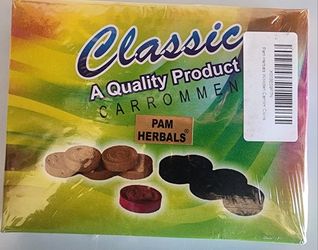 Classic
A Quality Product
CARROMMEN
PAM
HERBALS®